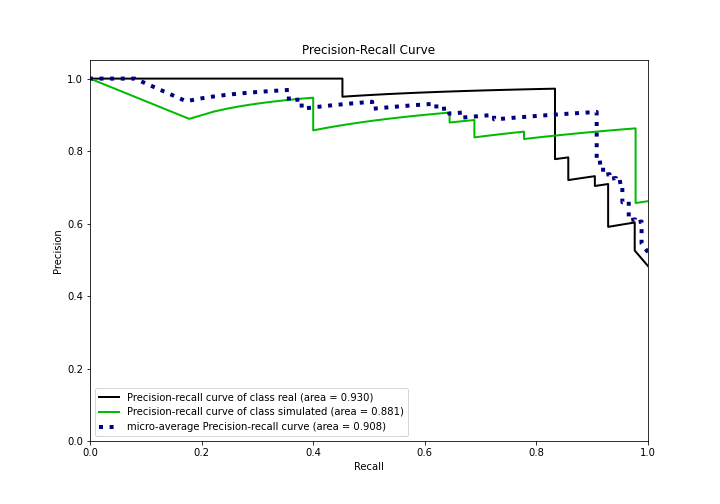 Precision-Recall Curve
1.0
0.8
0.6
0.4
0.2
0.0
Precision
Precision-recall curve of class real (area = 0.930)
Precision-recall curve of class simulated (area = 0.881)
micro-average Precision-recall curve (area = 0.908)
0.0 0.2 0.4 0.6 0.8 1.0
Recall